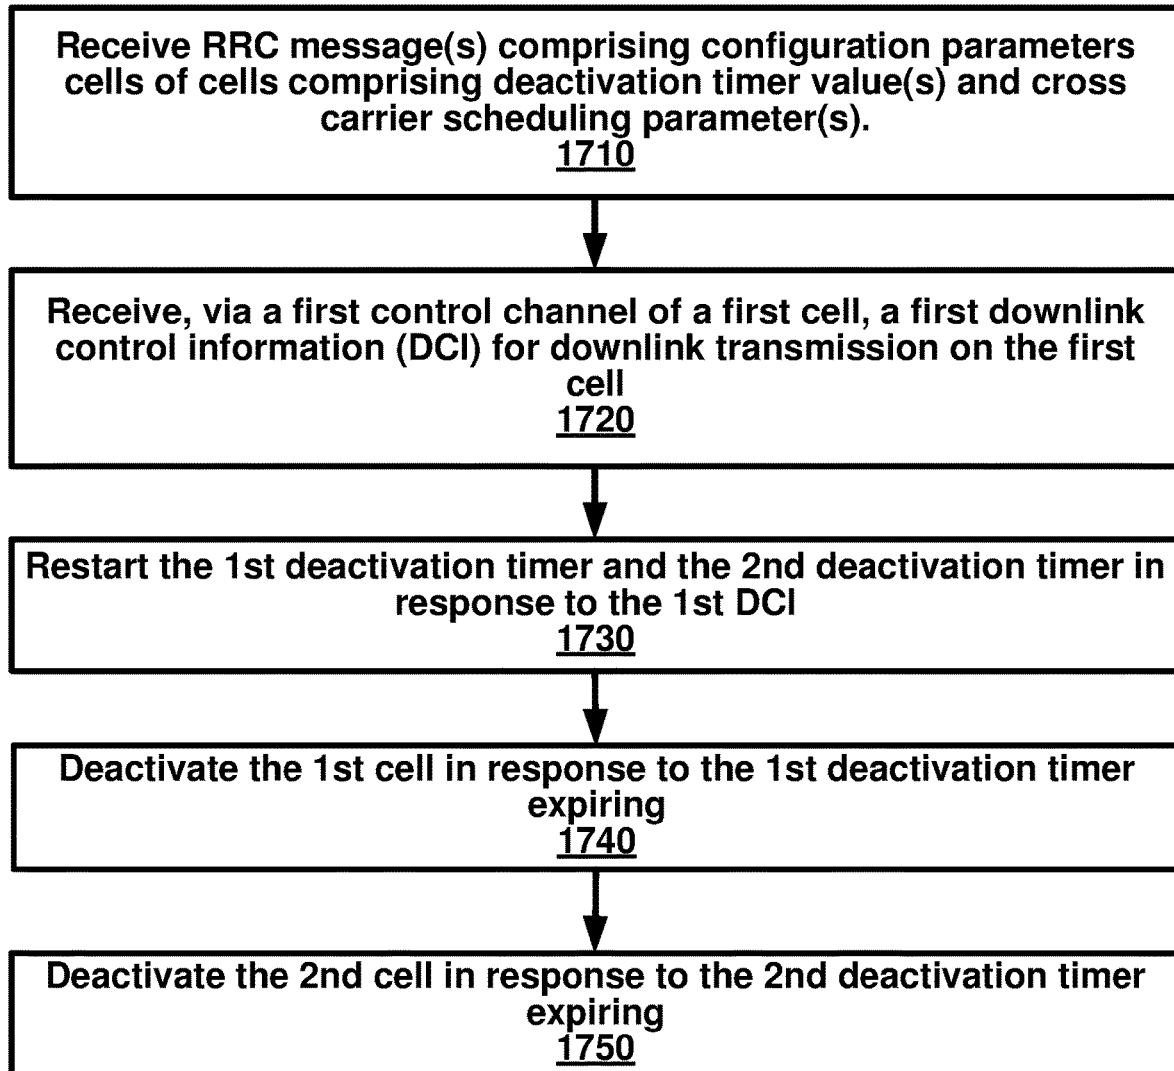 Receive RRC message(s) comprising configuration parameters
cells of cells comprising deactivation timer value(s) and cross
carrier scheduling parameter(s).
1710
Receive, via a first control channel of a first cell, a first downlink
control information (DCI) for downlink transmission on the first
cell
1720
Restart the 1st deactivation timer and the 2nd deactivation timer in
response to the 1st DCI
1730
Deactivate the 1st cell in response to the 1st deactivation timer
expiring
1740
Deactivate the 2nd cell in response to the 2nd deactivation timer
expiring
1750